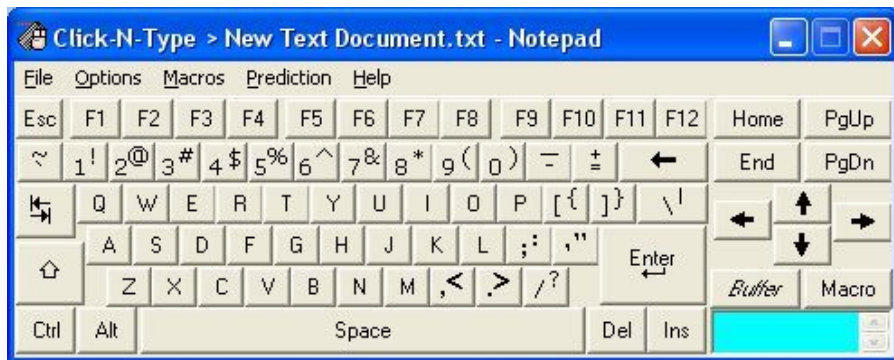 Click-N-Type > New Text Document.txt - Notepad
File Options Macros Prediction Help
Esc F1 F2 F3 F4 F5 F6 F7 F8 F9 F10 F11 F12 Home PgUp
~ 1! 2@ 3# 4$ 5% 6^ 7& 8* 9( 0) - _ + = ← End PgDn
Q W E R T Y U I O P [{ ]} \|
A S D F G H J K L ;: '" Enter
Z X C V B N M ,< .> /? Buffer Macro
Ctrl Alt Space Del Ins